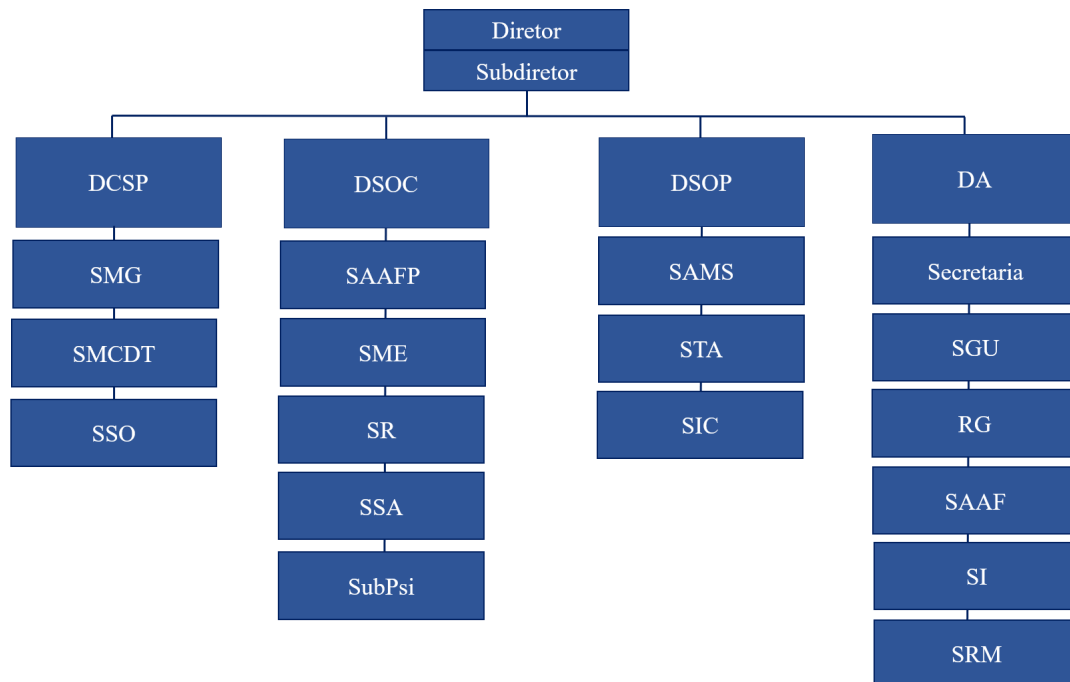 Diretor
Subdiretor
DCSP
SMG
SMCDT
SSO
DSOC
SAAFP
SME
SR
SSA
SubPsi
DSOP
SAMS
STA
SIC
DA
Secretaria
SGU
RG
SAAF
SI
SRM